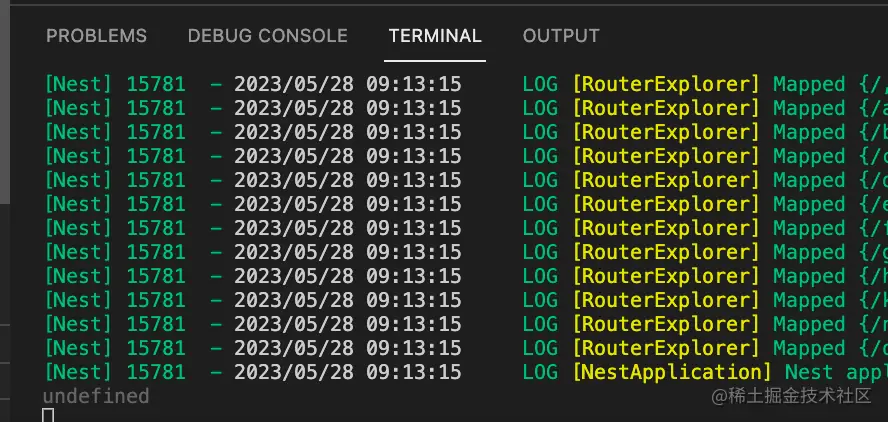 PROBLEMS DEBUG CONSOLE TERMINAL OUTPUT
[Nest] 15781  - 2023/05/28 09:13:15     LOG [RouterExplorer] Mapped {/,
[Nest] 15781  - 2023/05/28 09:13:15     LOG [RouterExplorer] Mapped {/a
[Nest] 15781  - 2023/05/28 09:13:15     LOG [RouterExplorer] Mapped {/b
[Nest] 15781  - 2023/05/28 09:13:15     LOG [RouterExplorer] Mapped {/c
[Nest] 15781  - 2023/05/28 09:13:15     LOG [RouterExplorer] Mapped {/
[Nest] 15781  - 2023/05/28 09:13:15     LOG [RouterExplorer] Mapped {/e
[Nest] 15781  - 2023/05/28 09:13:15     LOG [RouterExplorer] Mapped {/f
[Nest] 15781  - 2023/05/28 09:13:15     LOG [RouterExplorer] Mapped {/g
[Nest] 15781  - 2023/05/28 09:13:15     LOG [RouterExplorer] Mapped {/h
[Nest] 15781  - 2023/05/28 09:13:15     LOG [RouterExplorer] Mapped {/k
[Nest] 15781  - 2023/05/28 09:13:15     LOG [RouterExplorer] Mapped {/
[Nest] 15781  - 2023/05/28 09:13:15     LOG [RouterExplorer] Mapped {/
[Nest] 15781  - 2023/05/28 09:13:15     LOG [NestApplication] Nest appl
undefined
@稀土掘金技术社区